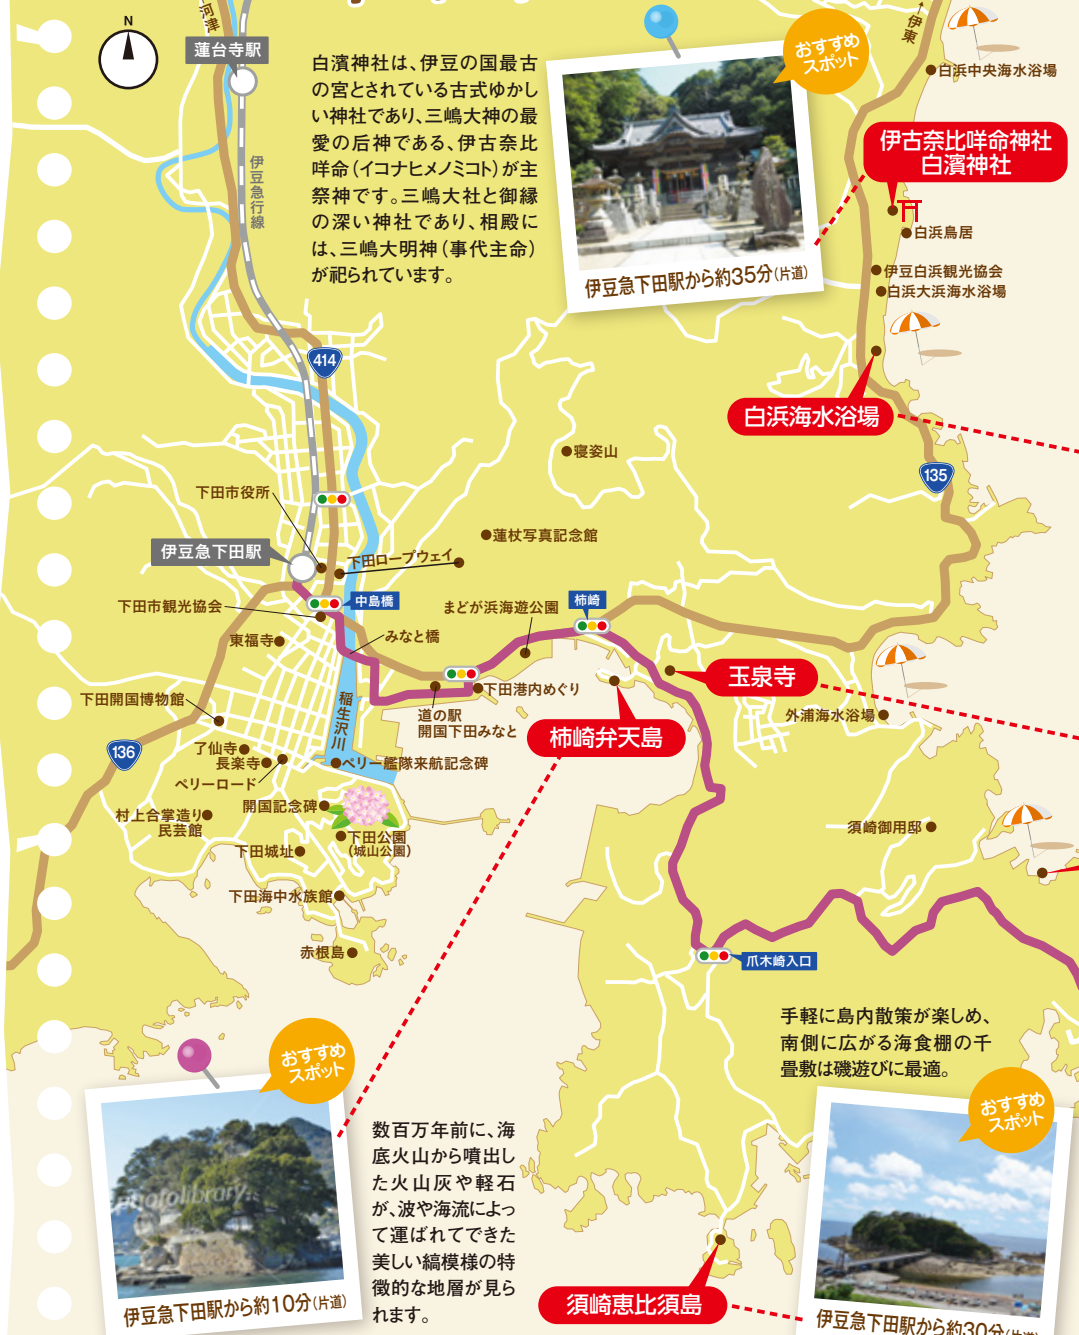 河津
N
蓮台寺駅
伊豆急行線
白濱神社は、伊豆の国最古
の宮とされている古式ゆかし
い神社であり、三嶋大神の最
愛の后神である、伊古奈比
咩命(イコナヒメノミコト)が主
祭神です。三嶋大社と御縁
の深い神社であり、相殿に
は、三嶋大明神(事代主命)
が祀られています。
おすすめ
スポット
伊豆急下田駅から約35分(片道)
↑伊東
白浜中央海水浴場
伊古奈比咩命神社
白濱神社
白浜鳥居
伊豆白浜観光協会
白浜大浜海水浴場
白浜海水浴場
414
135
寝姿山
下田市役所
蓮杖写真記念館
伊豆急下田駅
下田ロープウェイ
中島橋
下田市観光協会
まどが浜海遊公園
柿崎
みなと橋
東福寺
玉泉寺
下田開国博物館
下田港内めぐり
道の駅
開国下田みなと
稲生沢川
柿崎弁天島
外浦海水浴場
136
了仙寺
長楽寺
ペリー艦隊来航記念碑
ペリーロード
開国記念碑
村上合掌造り
民芸館
下田公園
(城山公園)
須崎御用邸
下田城址
下田海中水族館
赤根島
爪木崎入口
手軽に島内散策が楽しめ、
南側に広がる海食棚の千
畳敷は磯遊びに最適。
おすすめ
スポット
photolibrary
伊豆急下田駅から約10分(片道)
数百万年前に、海
底火山から噴出し
た火山灰や軽石
が、波や海流によっ
て運ばれてできた
美しい縞模様の特
徴的な地層が見ら
れます。
須崎恵比須島
おすすめ
スポット
伊豆急下田駅から約30分(片道)